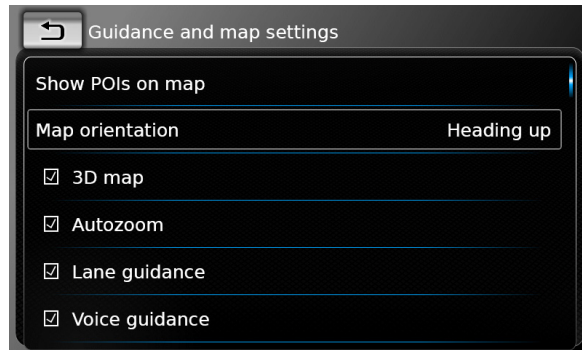 Guidance and map settings
Show POIs on map
Map orientation Heading up
3D map
Autozoom
Lane guidance
Voice guidance